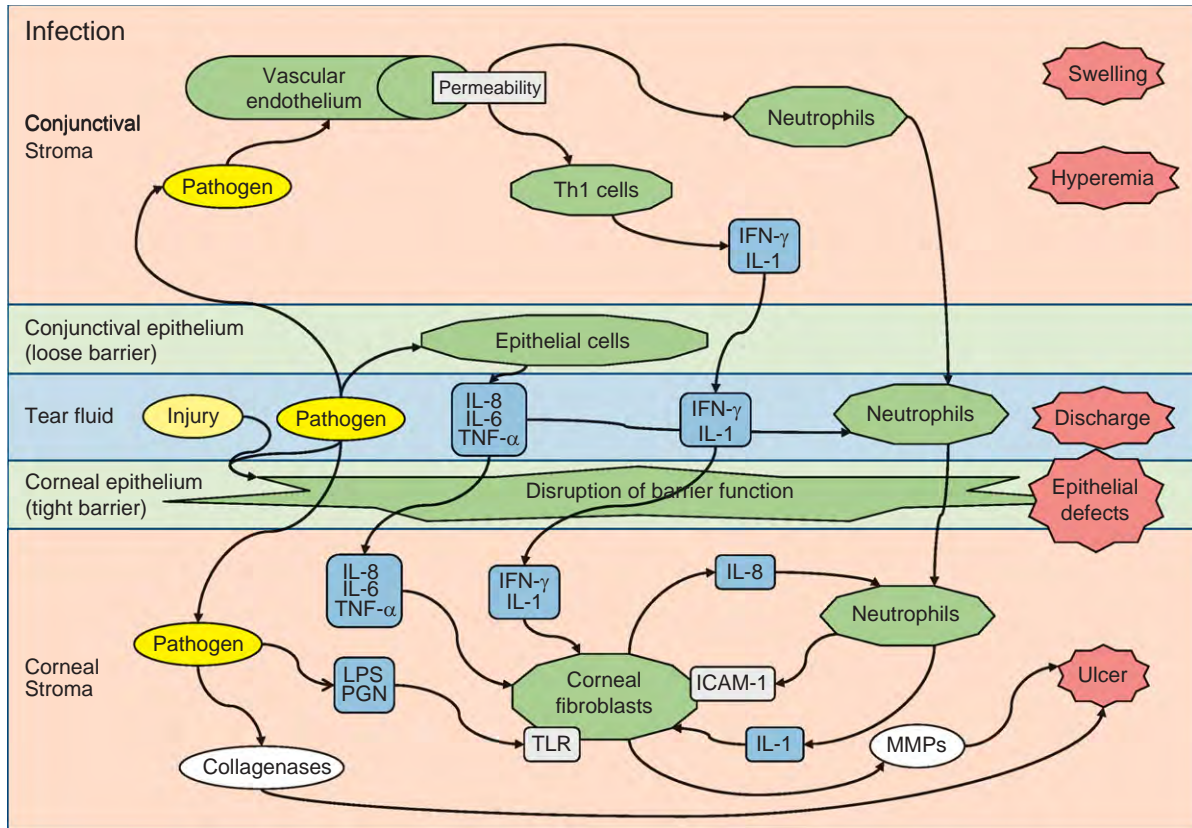 Infection
Vascular
endothelium
Permeability
Neutrophils
Swelling
Conjunctival
Stroma
Pathogen
Th1 cells
Hyperemia
IFN-γ
IL-1
Conjunctival epithelium
(loose barrier)
Epithelial cells
Tear fluid
Injury
Pathogen
IL-8
IL-6
TNF-α
IFN-γ
IL-1
Neutrophils
Discharge
Corneal epithelium
(tight barrier)
Disruption of barrier function
Epithelial
defects
IL-8
IL-6
TNF-α
IFN-γ
IL-1
IL-8
Neutrophils
Pathogen
Corneal
Stroma
LPS
PGN
Corneal
fibroblasts
ICAM-1
Ulcer
TLR
IL-1
MMPs
Collagenases